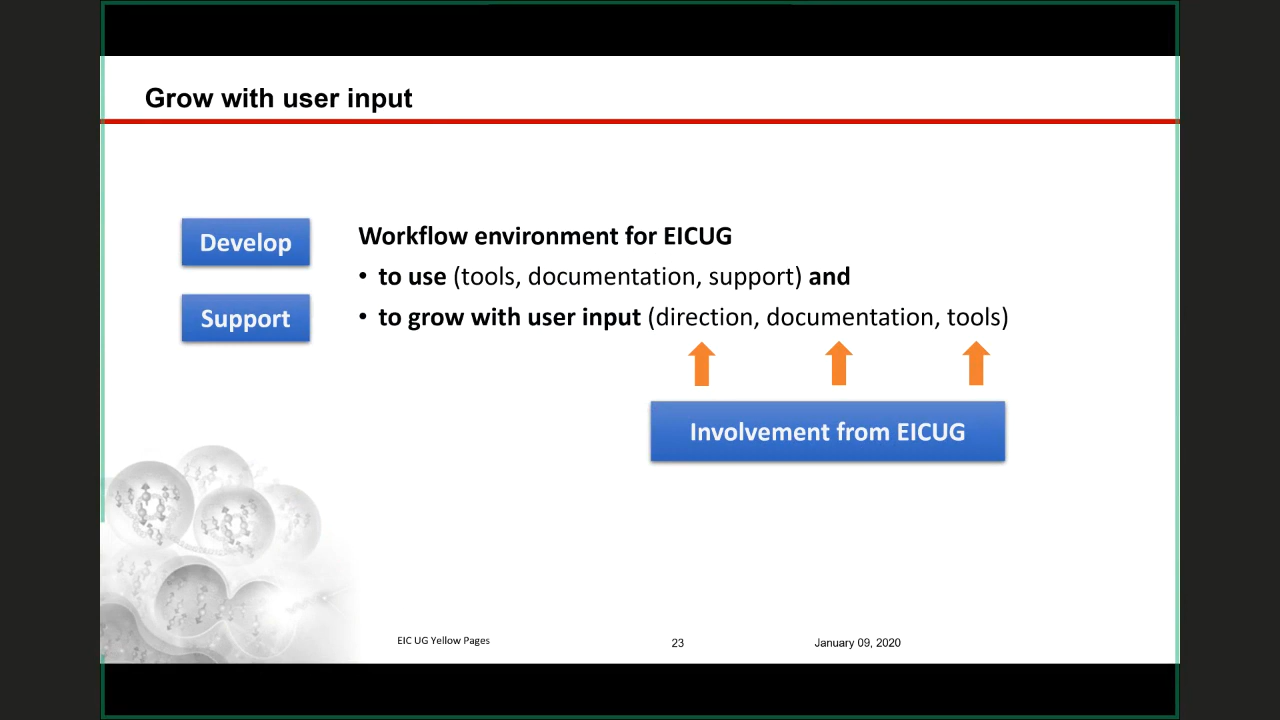 Grow with user input
Develop
Support
Workflow environment for EICUG
• to use (tools, documentation, support) and
• to grow with user input (direction, documentation, tools)
Involvement from EICUG
EIC UG Yellow Pages
23
January 09, 2020